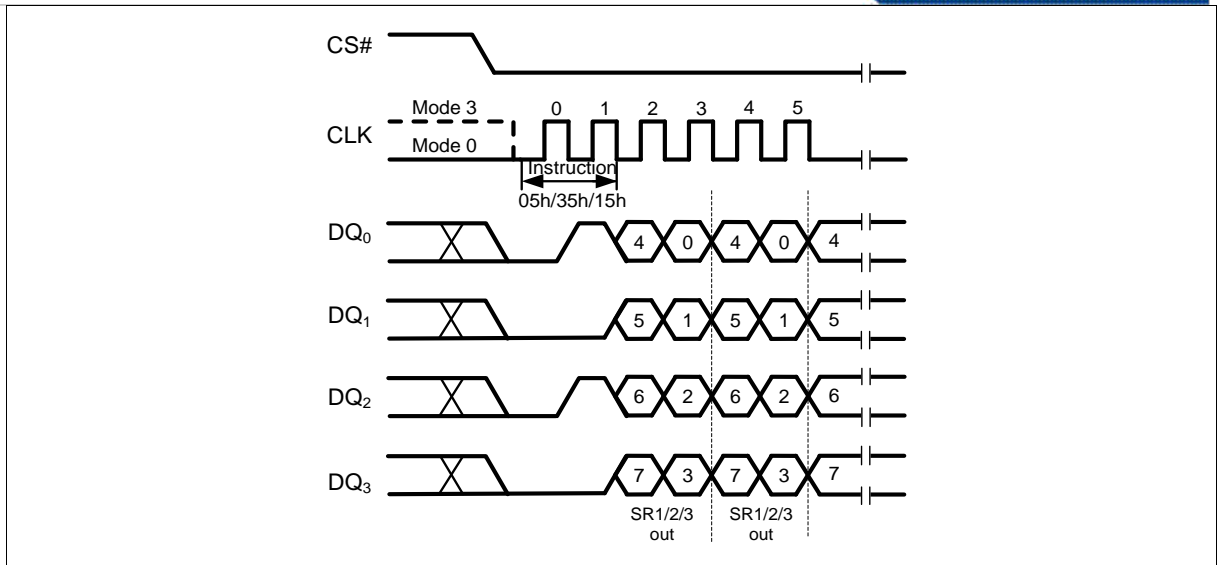 CS#
Mode 3
0 1 2 3 4 5
CLK
Mode 0
Instruction
05h/35h/15h
DQ0
4 0 4 0 4
DQ1
5 1 5 1 5
DQ2
6 2 6 2 6
DQ3
7 3 7 3 7
SR1/2/3 SR1/2/3
out out